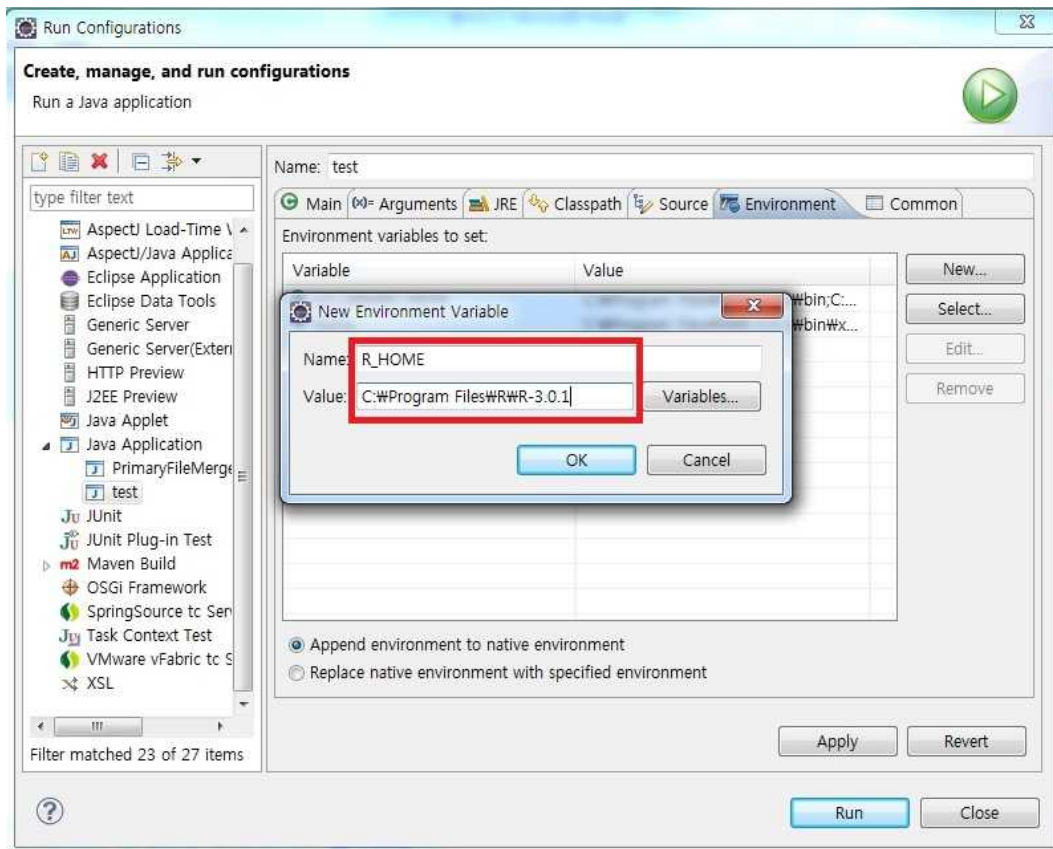 Run Configurations
Create, manage, and run configurations
Run a Java application
Name: test
type filter text
Main (x)= Arguments JRE Classpath Source Environment Common
Environment variables to set:
Variable Value
New...
Select...
Edit...
Remove
₩bin;C:...
₩bin₩x...
New Environment Variable
Name: R_HOME
Value: C:₩Program Files₩R₩R-3.0.1
Variables...
OK Cancel
AspectJ Load-Time
AspectJ/Java Applica
Eclipse Application
Eclipse Data Tools
Generic Server
Generic Server(Extern
HTTP Preview
J2EE Preview
Java Applet
Java Application
PrimaryFileMerge
test
JUnit
JUnit Plug-in Test
m2 Maven Build
OSGi Framework
SpringSource tc Ser
Task Context Test
VMware vFabric tc S
XSL
Filter matched 23 of 27 items
Append environment to native environment
Replace native environment with specified environment
Apply Revert
Run Close